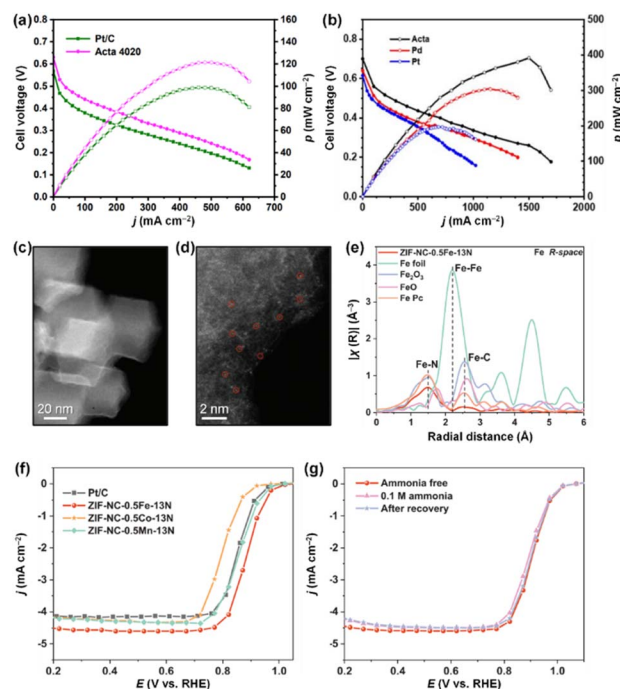 (a)
Pt/C
Acta 4020
Cell voltage (V)
0.8
0.7
0.6
0.5
0.4
0.3
0.2
0.1
0.0
160
140
120
100
80
60
40
20
0
p (mW cm⁻²)
0 100 200 300 400 500 600 700
j (mA cm⁻²)
(b)
Acta
Pd
Pt
Cell voltage (V)
0.8
0.6
0.4
0.2
0.0
500
400
300
200
100
0
p (mW cm⁻²)
0 500 1000 1500 2000
j (mA cm⁻²)
(c)
20 nm
(d)
2 nm
(e)
ZIF-NC-0.5Fe-13N
Fe foil
Fe₂O₃
FeO
Fe Pc
Fe R-space
Fe-Fe
Fe-N
Fe-C
|χ (R)| (Å⁻³)
5
4
3
2
1
0
0 1 2 3 4 5 6
Radial distance (Å)
(f)
Pt/C
ZIF-NC-0.5Fe-13N
ZIF-NC-0.5Co-13N
ZIF-NC-0.5Mn-13N
j (mA cm⁻²)
0
-1
-2
-3
-4
-5
0.2 0.4 0.6 0.8 1.0
E (V vs. RHE)
(g)
Ammonia free
0.1 M ammonia
After recovery
j (mA cm⁻²)
0
-1
-2
-3
-4
-5
0.2 0.4 0.6 0.8 1.0
E (V vs. RHE)